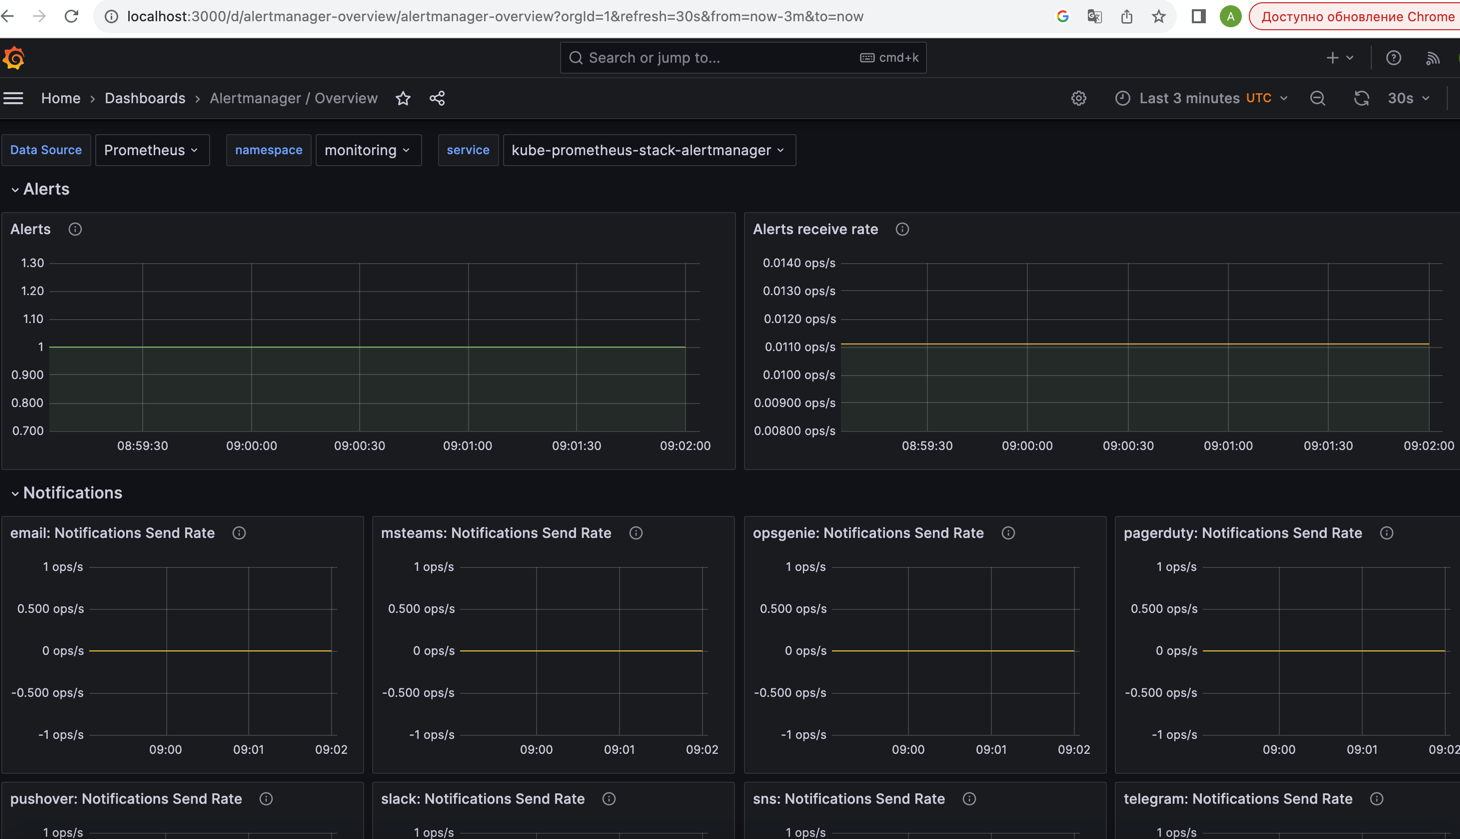 localhost:3000/d/alertmanager-overview/alertmanager-overview?orgId=1&refresh=30s&from=now-3m&to=now
A
Доступно обновление Chrome
Search or jump to...
cmd+k
Home › Dashboards › Alertmanager / Overview
Last 3 minutes UTC
30s
Data Source Prometheus namespace monitoring service kube-prometheus-stack-alertmanager
Alerts
Alerts
1.30
1.20
1.10
1
0.900
0.800
0.700
08:59:30 09:00:00 09:00:30 09:01:00 09:01:30 09:02:00
Alerts receive rate
0.0140 ops/s
0.0130 ops/s
0.0120 ops/s
0.0110 ops/s
0.0100 ops/s
0.00900 ops/s
0.00800 ops/s
08:59:30 09:00:00 09:00:30 09:01:00 09:01:30 09:02:00
Notifications
email: Notifications Send Rate
1 ops/s
0.500 ops/s
0 ops/s
-0.500 ops/s
-1 ops/s
09:00 09:01 09:02
msteams: Notifications Send Rate
1 ops/s
0.500 ops/s
0 ops/s
-0.500 ops/s
-1 ops/s
09:00 09:01 09:02
opsgenie: Notifications Send Rate
1 ops/s
0.500 ops/s
0 ops/s
-0.500 ops/s
-1 ops/s
09:00 09:01 09:02
pagerduty: Notifications Send Rate
1 ops/s
0.500 ops/s
0 ops/s
-0.500 ops/s
-1 ops/s
09:00 09:01 09:02
pushover: Notifications Send Rate
1 ops/s
slack: Notifications Send Rate
1 ops/s
sns: Notifications Send Rate
1 ops/s
telegram: Notifications Send Rate
1 ops/s